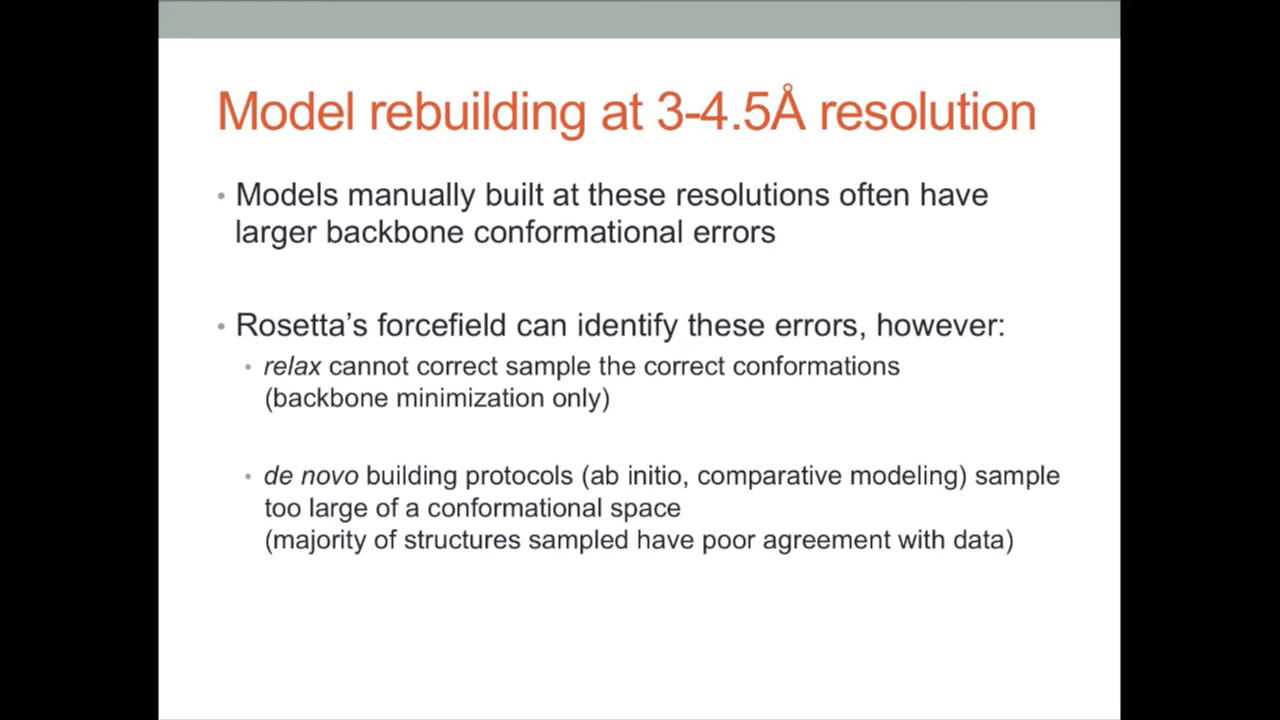 Model rebuilding at 3-4.5Å resolution
• Models manually built at these resolutions often have
larger backbone conformational errors
• Rosetta’s forcefield can identify these errors, however:
• relax cannot correct sample the correct conformations
(backbone minimization only)
• de novo building protocols (ab initio, comparative modeling) sample
too large of a conformational space
(majority of structures sampled have poor agreement with data)